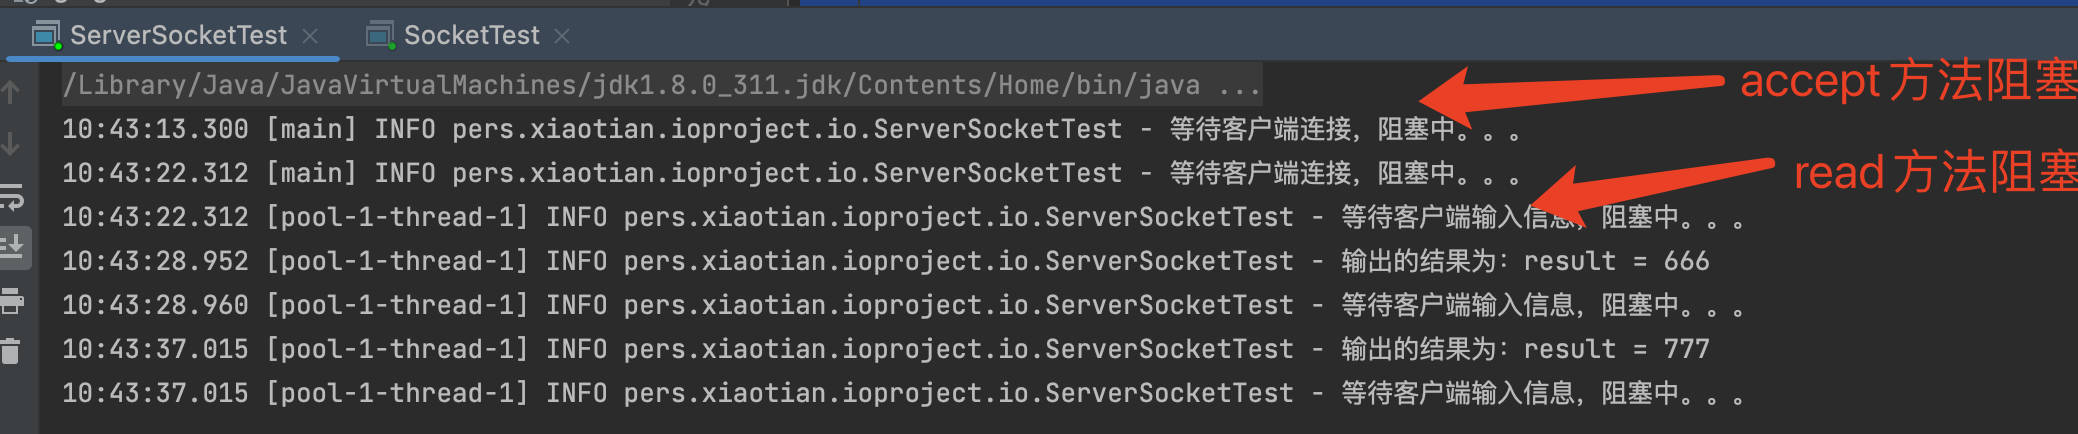 ServerSocketTest SocketTest
/Library/Java/JavaVirtualMachines/jdk1.8.0_311.jdk/Contents/Home/bin/java ...
accept 方法阻塞
10:43:13.300 [main] INFO pers.xiaotian.ioproject.io.ServerSocketTest - 等待客户端连接，阻塞中。。。
10:43:22.312 [main] INFO pers.xiaotian.ioproject.io.ServerSocketTest - 等待客户端连接，阻塞中。。。
read 方法阻塞
10:43:22.312 [pool-1-thread-1] INFO pers.xiaotian.ioproject.io.ServerSocketTest - 等待客户端输入信息，阻塞中。。。
10:43:28.952 [pool-1-thread-1] INFO pers.xiaotian.ioproject.io.ServerSocketTest - 输出的结果为：result = 666
10:43:28.960 [pool-1-thread-1] INFO pers.xiaotian.ioproject.io.ServerSocketTest - 等待客户端输入信息，阻塞中。。。
10:43:37.015 [pool-1-thread-1] INFO pers.xiaotian.ioproject.io.ServerSocketTest - 输出的结果为：result = 777
10:43:37.015 [pool-1-thread-1] INFO pers.xiaotian.ioproject.io.ServerSocketTest - 等待客户端输入信息，阻塞中。。。